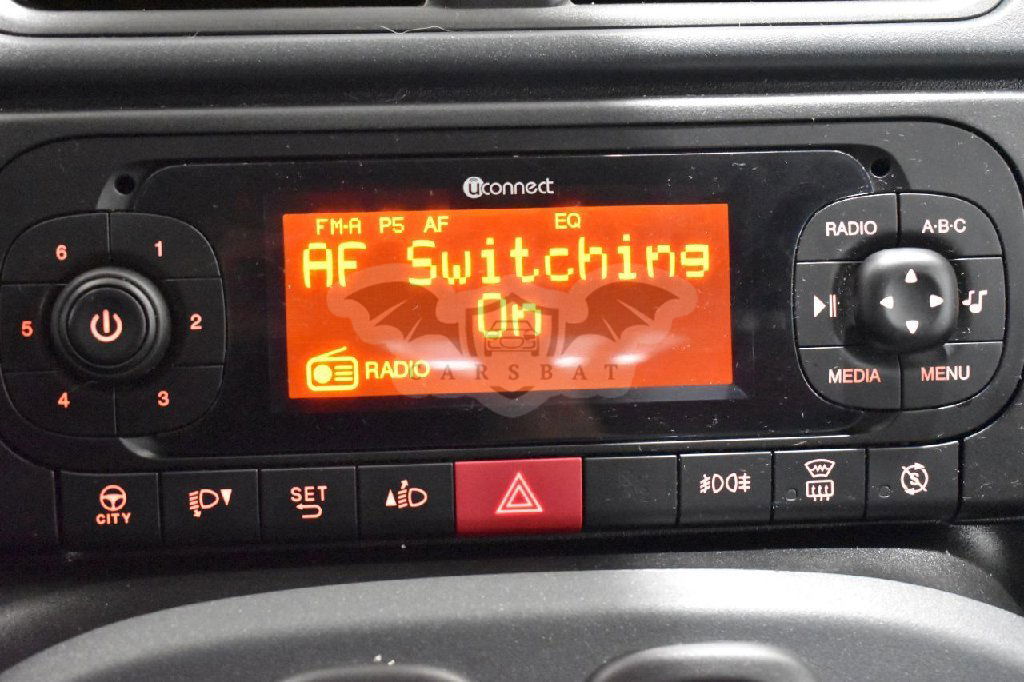 uconnect
FM-A P5 AF EQ
AF Switching
On
RADIO
CARSBAT
6
1
5
2
4
3
RADIO
A·B·C
MEDIA
MENU
CITY
SET